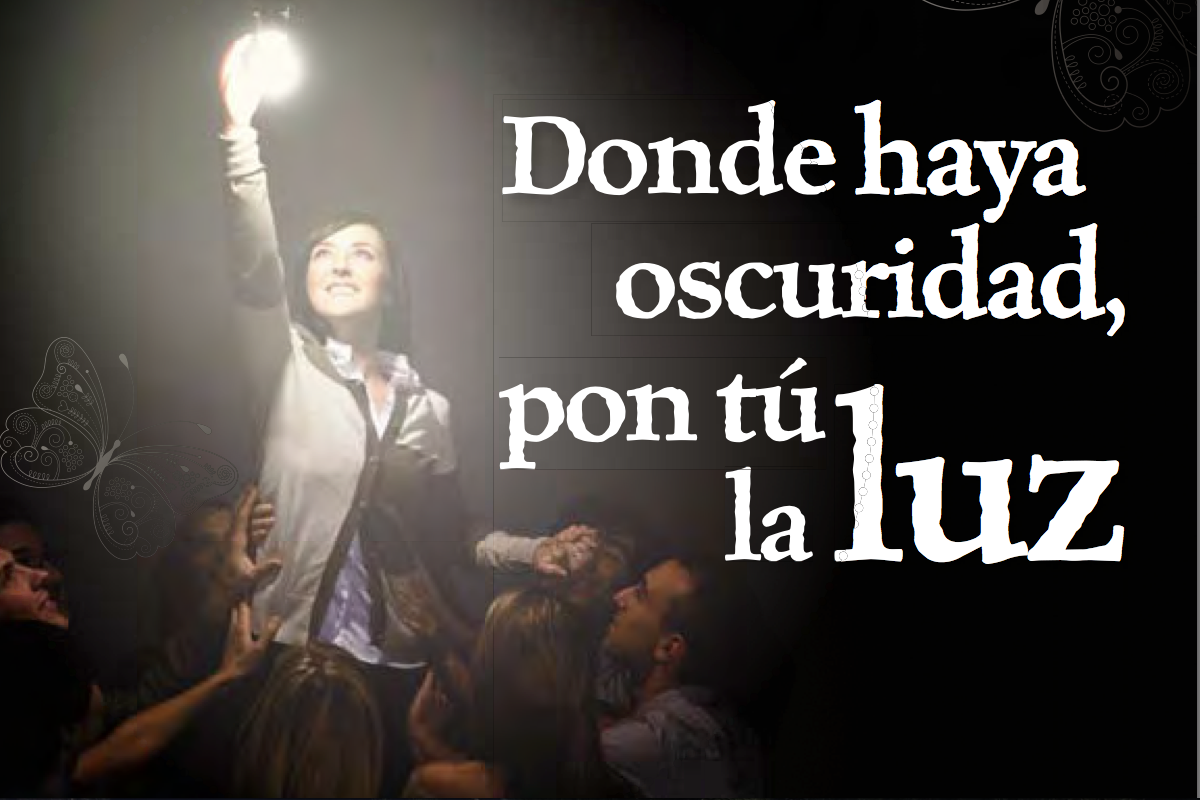 Donde haya
oscuridad,
pon tú
la luz